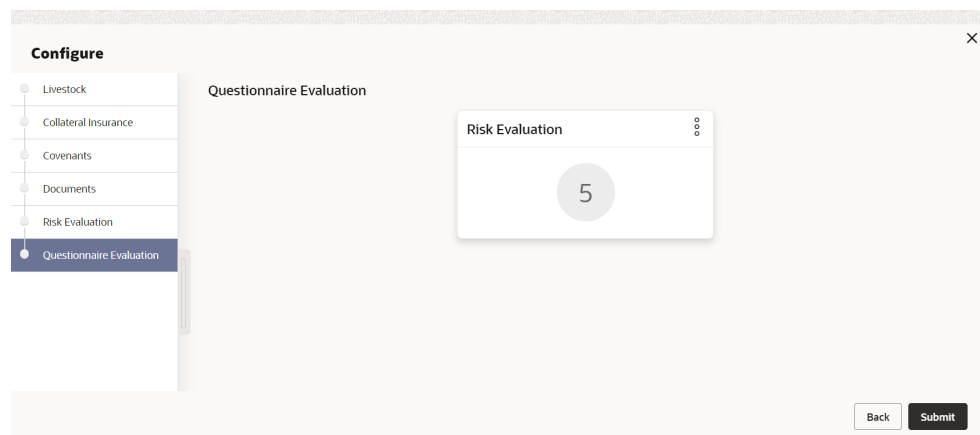 Configure
Livestock
Collateral Insurance
Covenants
Documents
Risk Evaluation
Questionnaire Evaluation
Questionnaire Evaluation
Risk Evaluation
5
Back
Submit